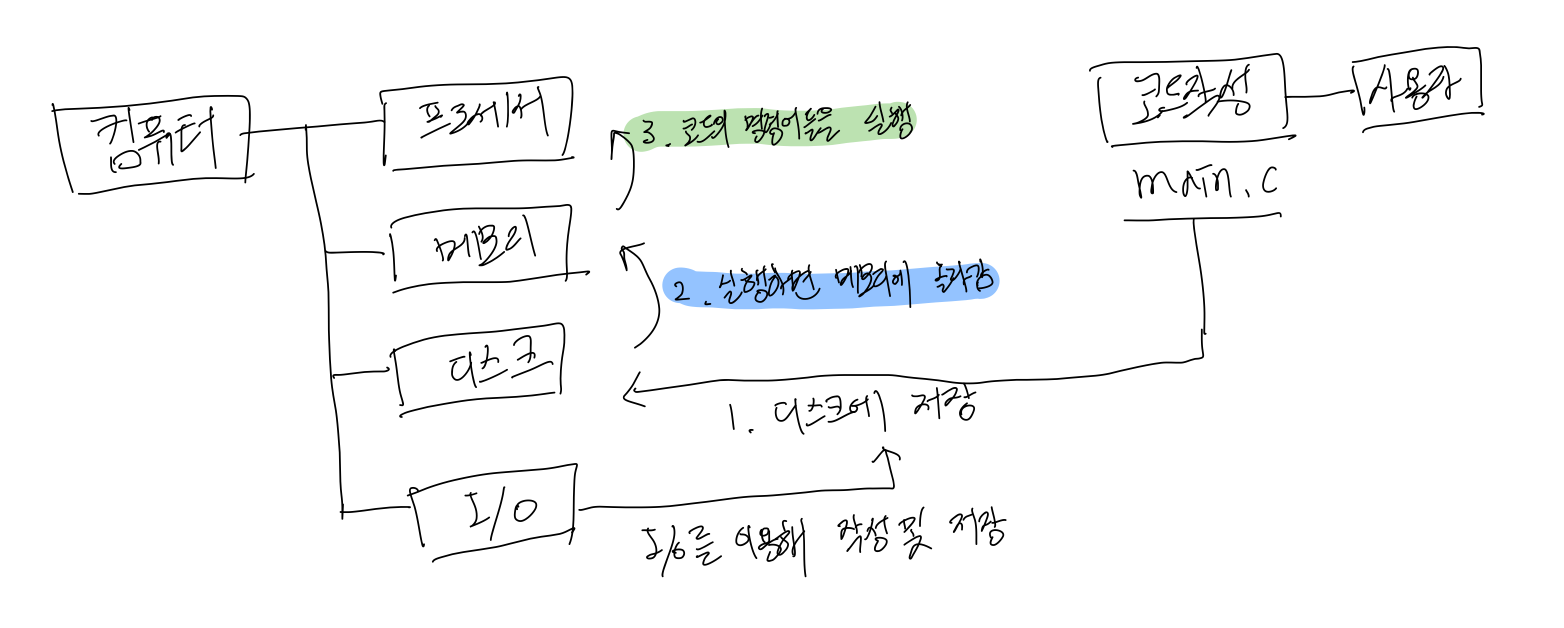 컴퓨터
프로세서
메모리
디스크
I/O
3. 코드의 명령어들을 실행
2. 실행하면 메모리에 올라감
1. 디스크에 저장
I/O를 이용해 작성 및 저장
코드작성
main.c
사용자